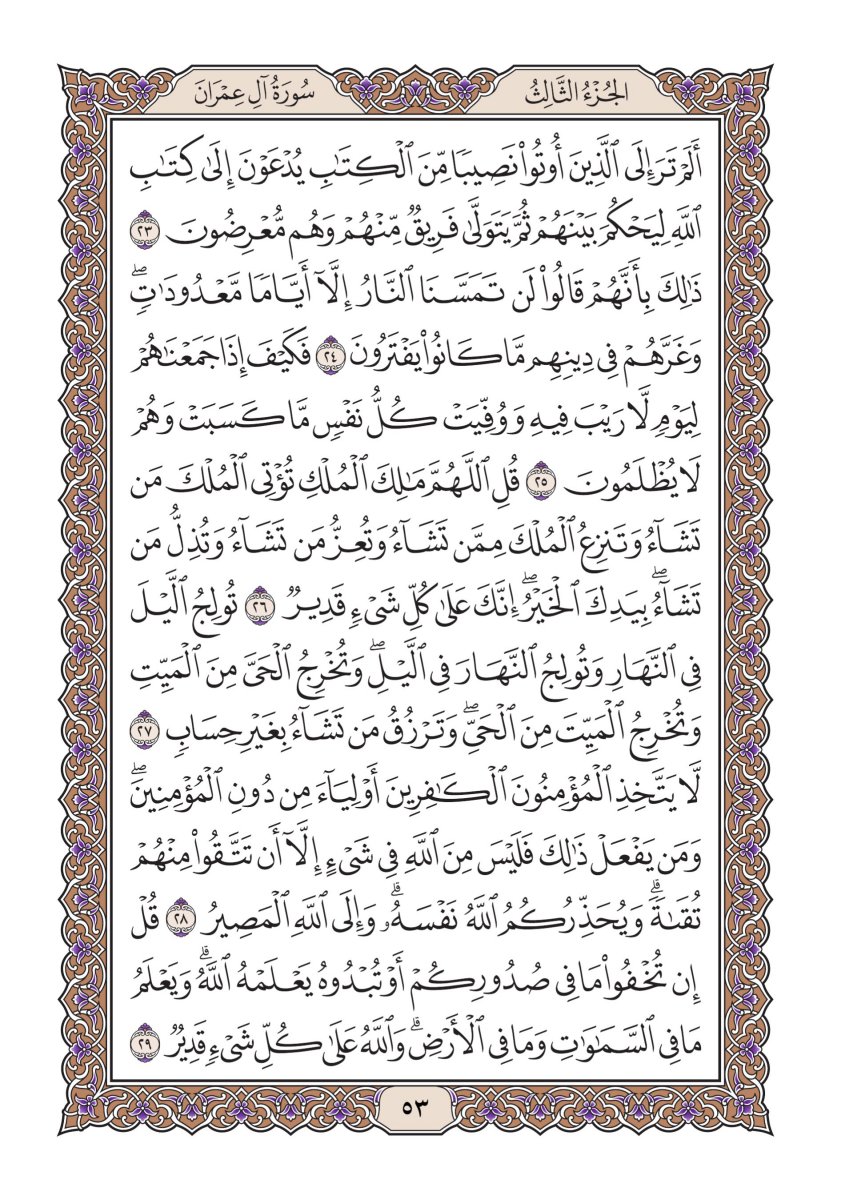 الجُزْءُ الثَّالِثُ
سُورَةُ آلِ عِمْرَانَ
أَلَمْ تَرَ إِلَى ٱلَّذِينَ أُوتُواْ نَصِيبٗا مِّنَ ٱلۡكِتَٰبِ يُدۡعَوۡنَ إِلَىٰ كِتَٰبِ
ٱللَّهِ لِيَحۡكُمَ بَيۡنَهُمۡ ثُمَّ يَتَوَلَّىٰ فَرِيقٞ مِّنۡهُمۡ وَهُم مُّعۡرِضُونَ ٢٣
ذَٰلِكَ بِأَنَّهُمۡ قَالُواْ لَن تَمَسَّنَا ٱلنَّارُ إِلَّآ أَيَّامٗا مَّعۡدُودَٰتٖۖ
وَغَرَّهُمۡ فِي دِينِهِم مَّا كَانُواْ يَفۡتَرُونَ ٢٤ فَكَيۡفَ إِذَا جَمَعۡنَٰهُمۡ
لِيَوۡمٖ لَّا رَيۡبَ فِيهِ وَوُفِّيَتۡ كُلُّ نَفۡسٖ مَّا كَسَبَتۡ وَهُمۡ
لَا يُظۡلَمُونَ ٢٥ قُلِ ٱللَّهُمَّ مَٰلِكَ ٱلۡمُلۡكِ تُؤۡتِي ٱلۡمُلۡكَ مَن
تَشَآءُ وَتَنزِعُ ٱلۡمُلۡكَ مِمَّن تَشَآءُ وَتُعِزُّ مَن تَشَآءُ وَتُذِلُّ مَن
تَشَآءُۖ بِيَدِكَ ٱلۡخَيۡرُۖ إِنَّكَ عَلَىٰ كُلِّ شَيۡءٖ قَدِيرٞ ٢٦ تُولِجُ ٱلَّيۡلَ
فِي ٱلنَّهَارِ وَتُولِجُ ٱلنَّهَارَ فِي ٱلَّيۡلِۖ وَتُخۡرِجُ ٱلۡحَيَّ مِنَ ٱلۡمَيِّتِ
وَتُخۡرِجُ ٱلۡمَيِّتَ مِنَ ٱلۡحَيِّۖ وَتَرۡزُقُ مَن تَشَآءُ بِغَيۡرِ حِسَابٖ ٢٧
لَّا يَتَّخِذِ ٱلۡمُؤۡمِنُونَ ٱلۡكَٰفِرِينَ أَوۡلِيَآءَ مِن دُونِ ٱلۡمُؤۡمِنِينَۖ
وَمَن يَفۡعَلۡ ذَٰلِكَ فَلَيۡسَ مِنَ ٱللَّهِ فِي شَيۡءٍ إِلَّآ أَن تَتَّقُواْ مِنۡهُمۡ
تُقَىٰةٗۗ وَيُحَذِّرُكُمُ ٱللَّهُ نَفۡسَهُۥۗ وَإِلَى ٱللَّهِ ٱلۡمَصِيرُ ٢٨ قُلۡ
إِن تُخۡفُواْ مَا فِي صُدُورِكُمۡ أَوۡ تُبۡدُوهُ يَعۡلَمۡهُ ٱللَّهُۗ وَيَعۡلَمُ
مَا فِي ٱلسَّمَٰوَٰتِ وَمَا فِي ٱلۡأَرۡضِۗ وَٱللَّهُ عَلَىٰ كُلِّ شَيۡءٖ قَدِيرٞ ٢٩
٥٣